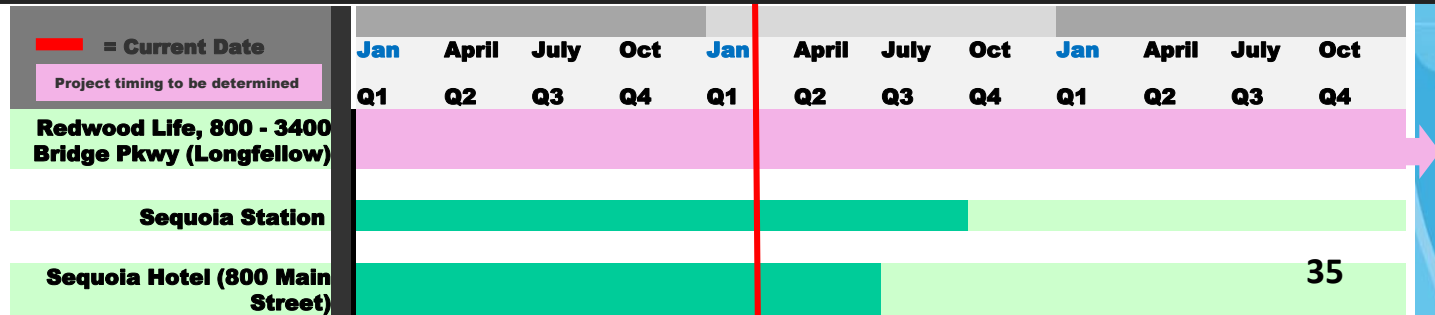 = Current Date
Project timing to be determined
Jan April July Oct Jan April July Oct Jan April July Oct
Q1 Q2 Q3 Q4 Q1 Q2 Q3 Q4 Q1 Q2 Q3 Q4
Redwood Life, 800 - 3400
Bridge Pkwy (Longfellow)
Sequoia Station
Sequoia Hotel (800 Main
Street)
35